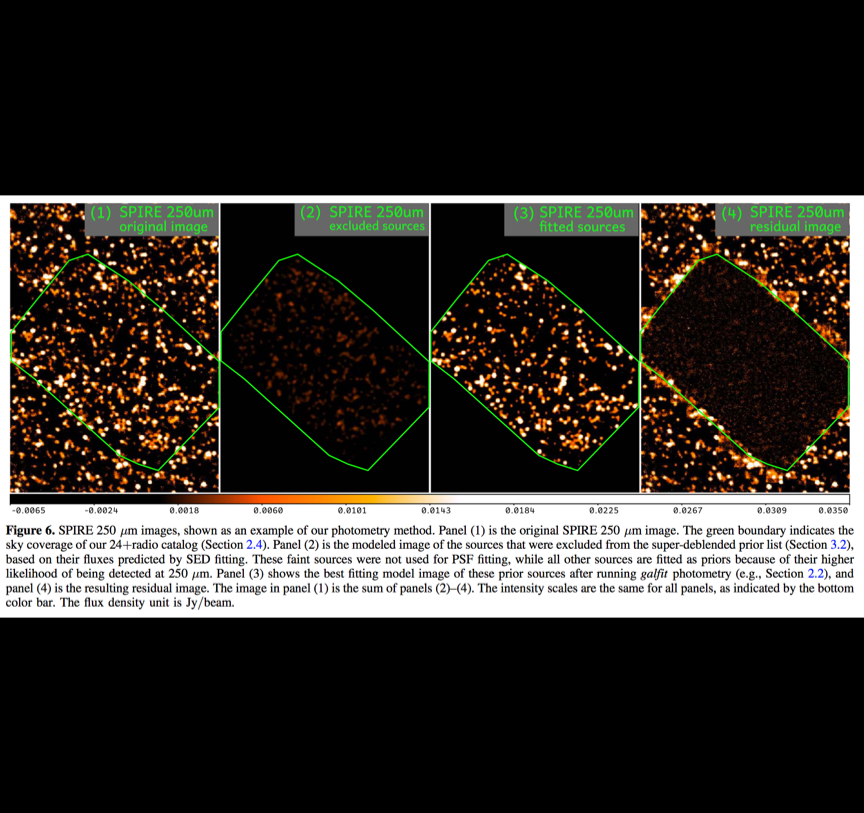 (1) SPIRE 250um
original image
(2) SPIRE 250um
excluded sources
(3) SPIRE 250um
fitted sources
(4) SPIRE 250um
residual image
-0.0065 -0.0024 0.0018 0.0060 0.0101 0.0143 0.0184 0.0225 0.0267 0.0309 0.0350
Figure 6. SPIRE 250 μm images, shown as an example of our photometry method. Panel (1) is the original SPIRE 250 μm image. The green boundary indicates the
sky coverage of our 24+radio catalog (Section 2.4). Panel (2) is the modeled image of the sources that were excluded from the super-deblended prior list (Section 3.2),
based on their fluxes predicted by SED fitting. These faint sources were not used for PSF fitting, while all other sources are fitted as priors because of their higher
likelihood of being detected at 250 μm. Panel (3) shows the best fitting model image of these prior sources after running galfit photometry (e.g., Section 2.2), and
panel (4) is the resulting residual image. The image in panel (1) is the sum of panels (2)–(4). The intensity scales are the same for all panels, as indicated by the bottom
color bar. The flux density unit is Jy/beam.